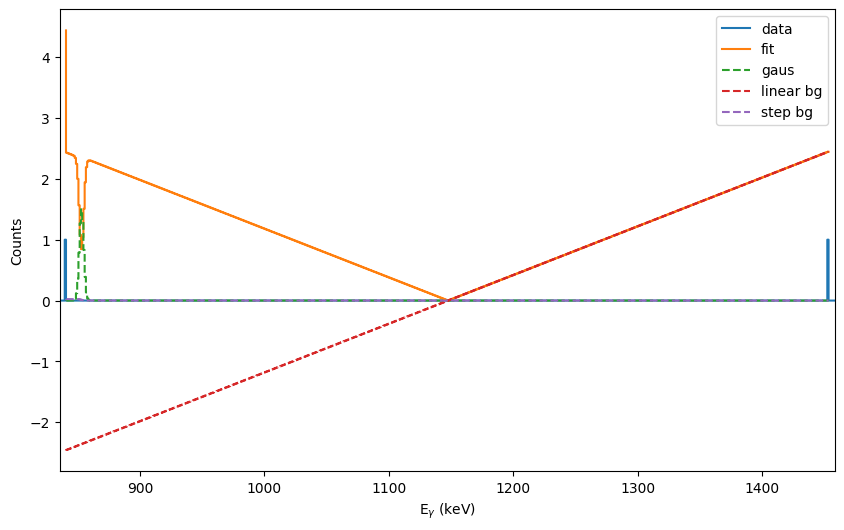 data
fit
gaus
linear bg
step bg
Counts
4
3
2
1
0
−1
−2
900
1000
1100
1200
1300
1400
Eγ (keV)